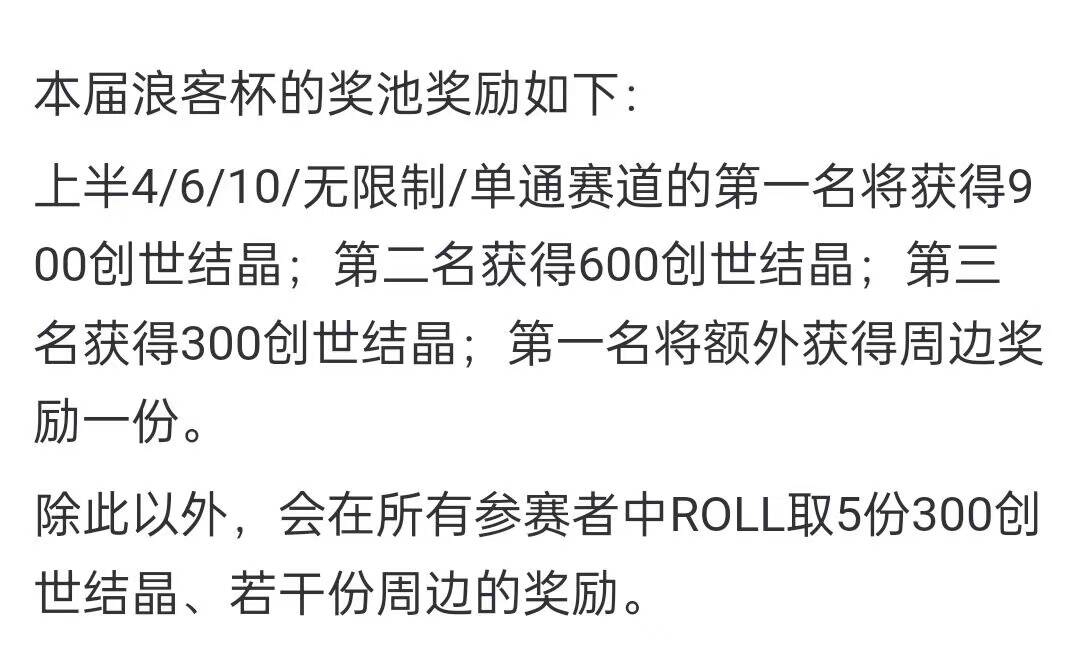 本届浪客杯的奖池奖励如下：
上半4/6/10/无限制/单通赛道的第一名将获得9
00创世结晶；第二名获得600创世结晶；第三
名获得300创世结晶；第一名将额外获得周边奖
励一份。
除此以外，会在所有参赛者中ROLL取5份300创
世结晶、若干份周边的奖励。